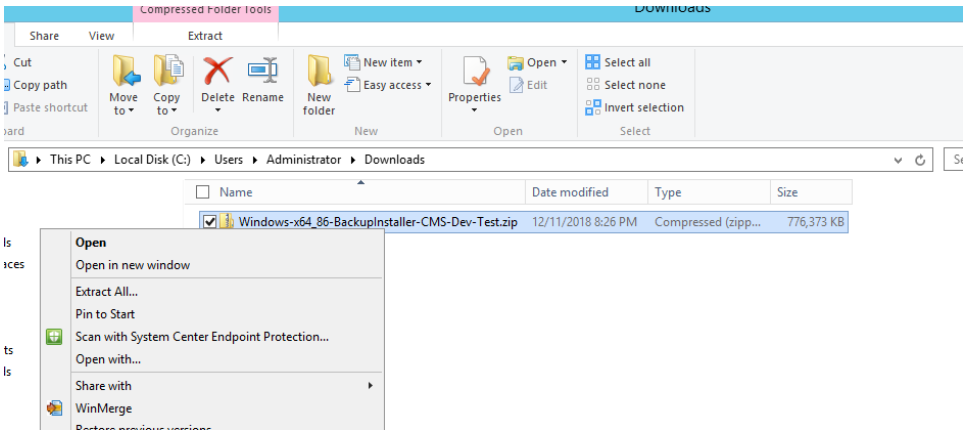 Compressed Folder Tools Downloads
Share View Extract
Cut New item Open Select all
Copy path Easy access Edit Select none
Paste shortcut Move to Copy to Delete Rename New folder Properties Invert selection
Organize New Open Select
This PC Local Disk (C:) Users Administrator Downloads
Name Date modified Type Size
Windows-x64_86-BackupInstaller-CMS-Dev-Test.zip 12/11/2018 8:26 PM Compressed (zipp... 776,373 KB
Open
Open in new window
Extract All...
Pin to Start
Scan with System Center Endpoint Protection...
Open with...
Share with
WinMerge
Restore previous versions